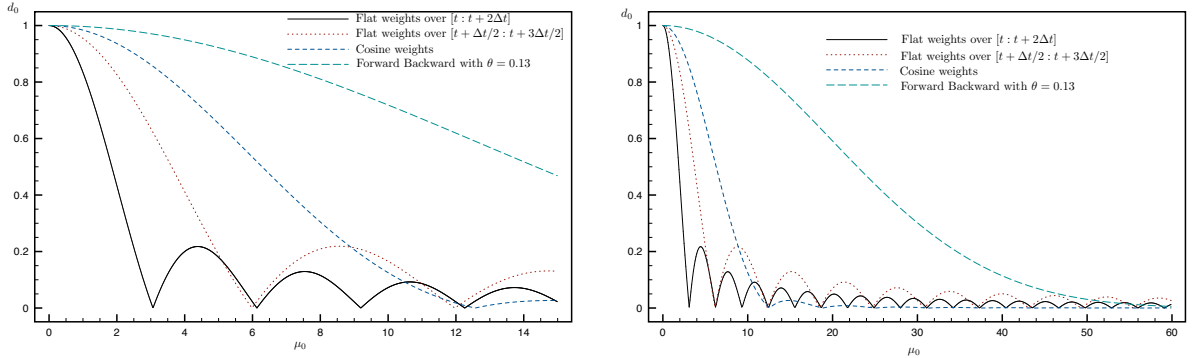 d₀
1
0.8
0.6
0.4
0.2
0
0 2 4 6 8 10 12 14
μ₀
Flat weights over [t : t + 2Δt]
Flat weights over [t + Δt/2 : t + 3Δt/2]
Cosine weights
Forward Backward with θ = 0.13
d₀
1
0.8
0.6
0.4
0.2
0
0 10 20 30 40 50 60
μ₀
Flat weights over [t : t + 2Δt]
Flat weights over [t + Δt/2 : t + 3Δt/2]
Cosine weights
Forward Backward with θ = 0.13